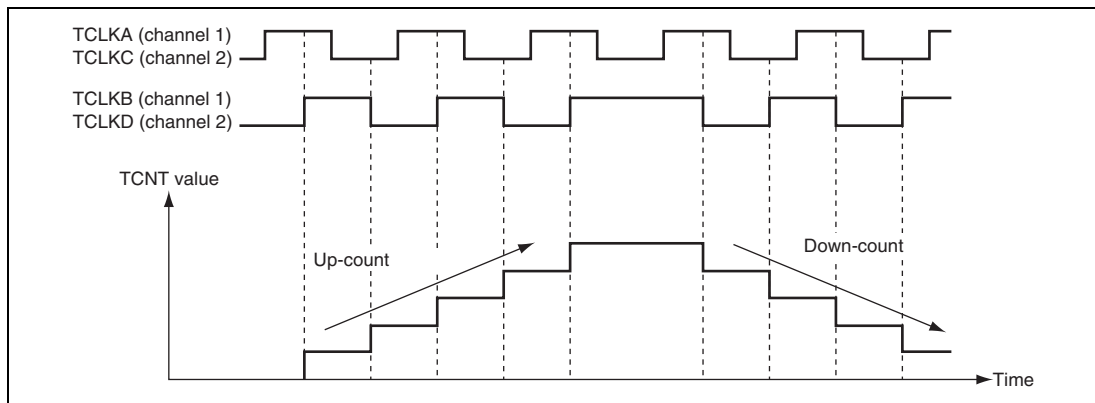 TCLKA (channel 1)
TCLKC (channel 2)
TCLKB (channel 1)
TCLKD (channel 2)
TCNT value
Up-count
Down-count
Time